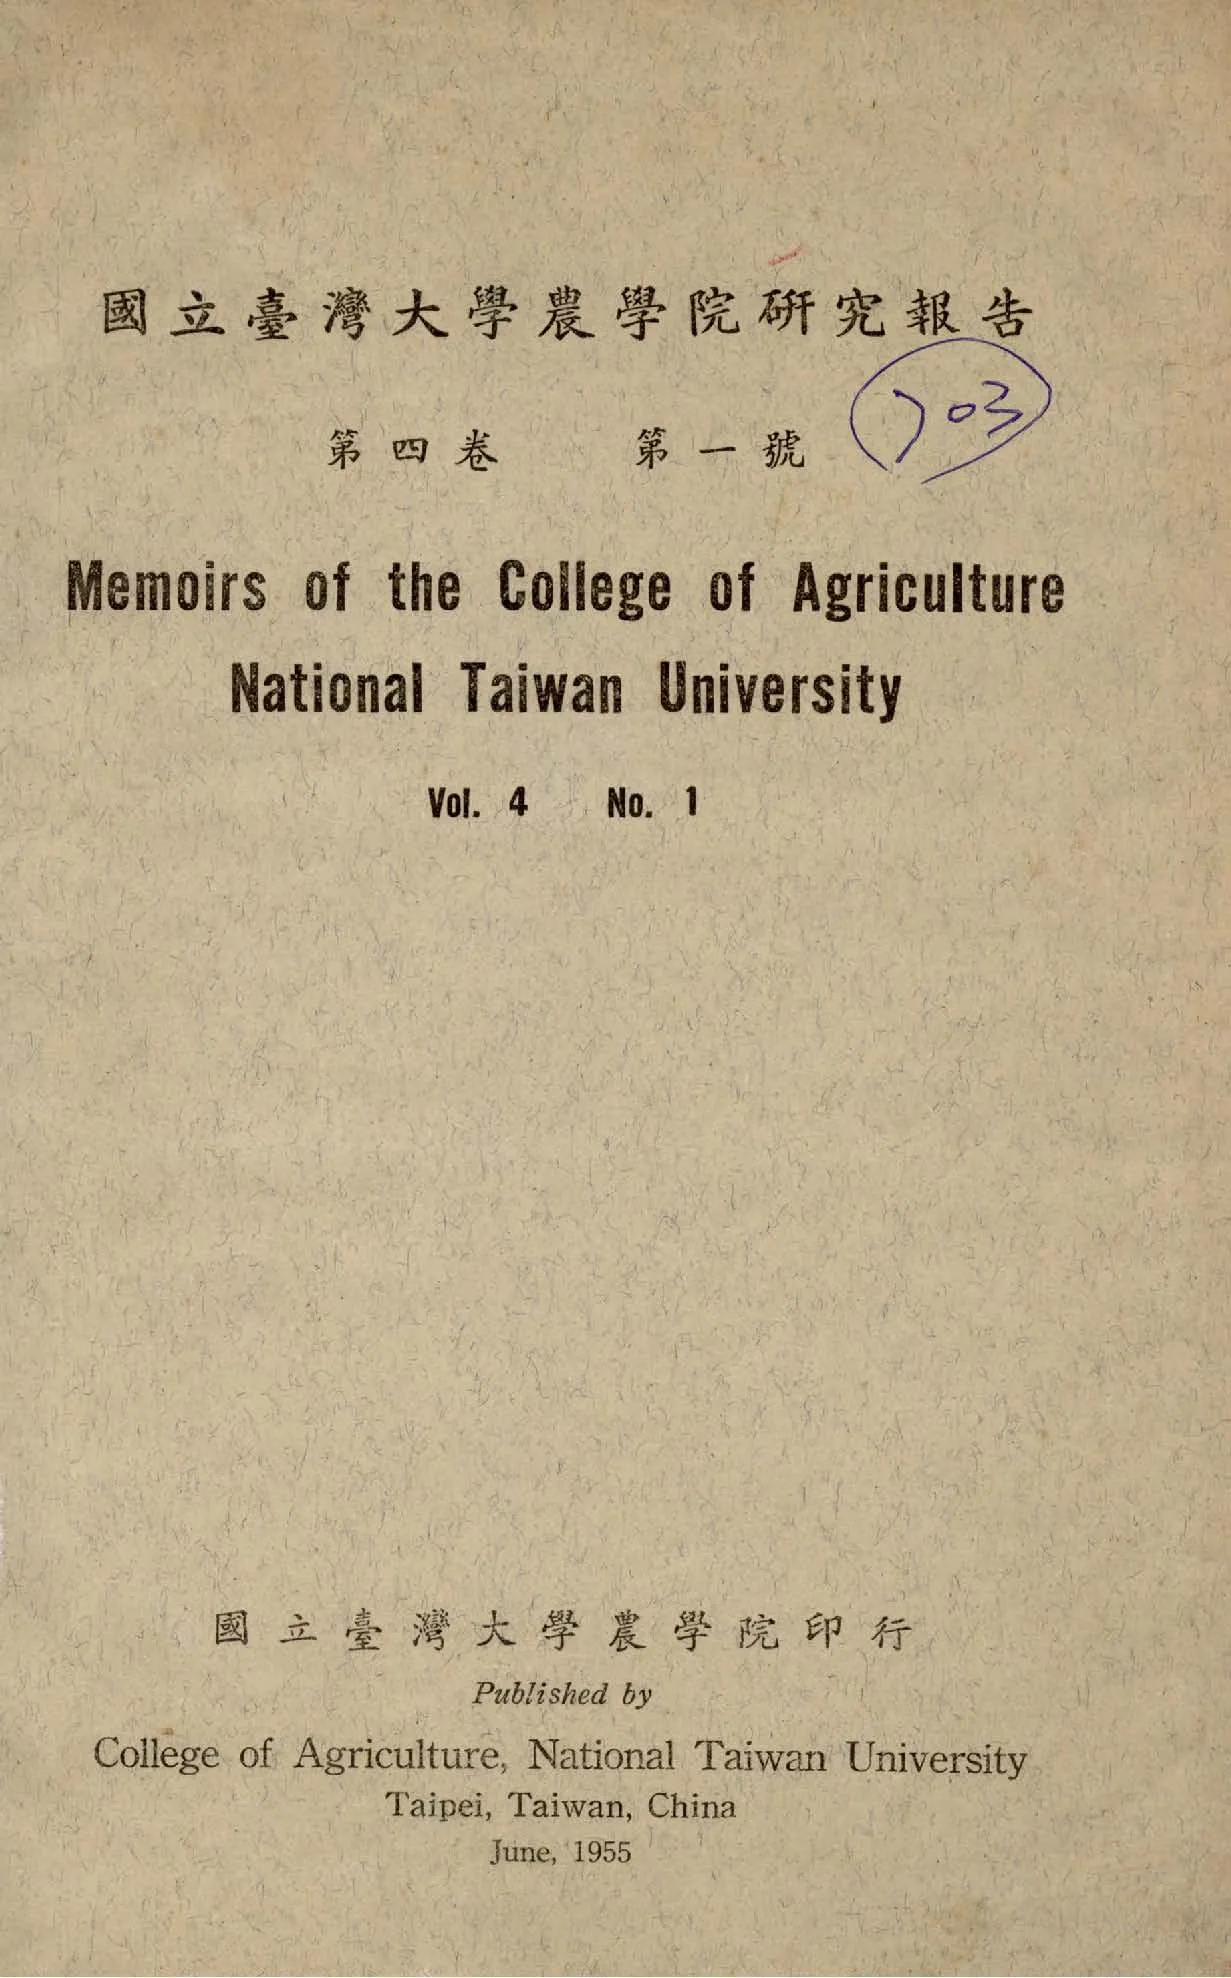 國立臺灣大學農學院研究報告
第四卷 第一號
703
Memoirs of the College of Agriculture
National Taiwan University
Vol. 4 No. 1
國立臺灣大學農學院印行
Published by
College of Agriculture, National Taiwan University
Taipei, Taiwan, China
June, 1955